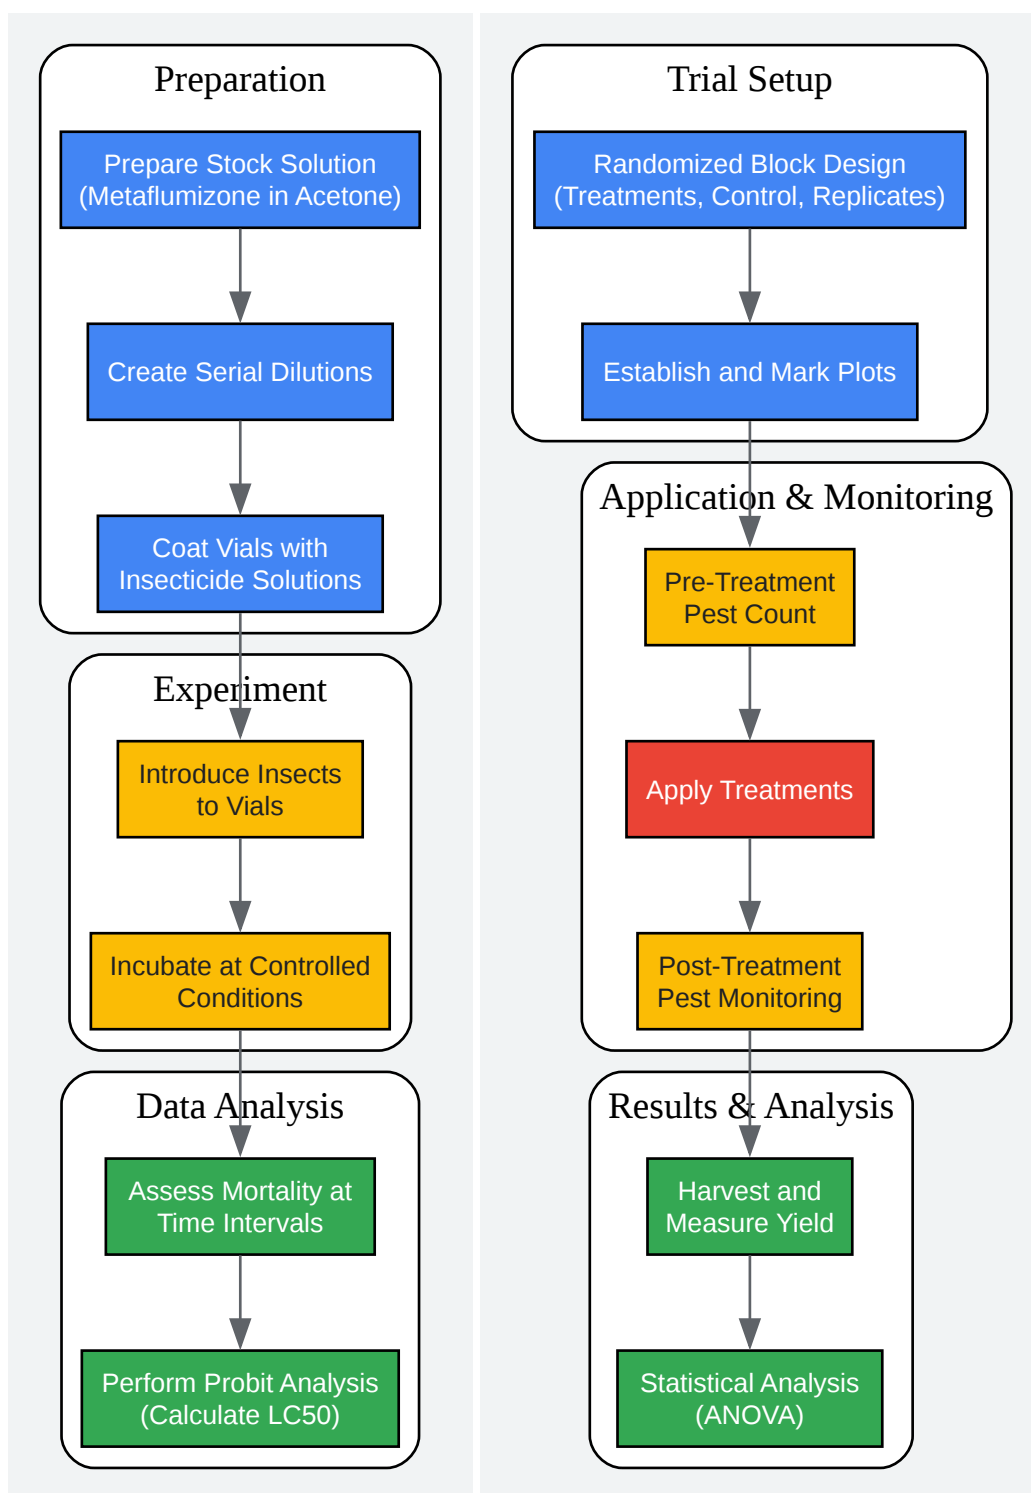 Preparation
Prepare Stock Solution
(Metaflumizone in Acetone)
Create Serial Dilutions
Coat Vials with
Insecticide Solutions
Experiment
Introduce Insects
to Vials
Incubate at Controlled
Conditions
Data Analysis
Assess Mortality at
Time Intervals
Perform Probit Analysis
(Calculate LC50)
Trial Setup
Randomized Block Design
(Treatments, Control, Replicates)
Establish and Mark Plots
Application & Monitoring
Pre-Treatment
Pest Count
Apply Treatments
Post-Treatment
Pest Monitoring
Results & Analysis
Harvest and
Measure Yield
Statistical Analysis
(ANOVA)